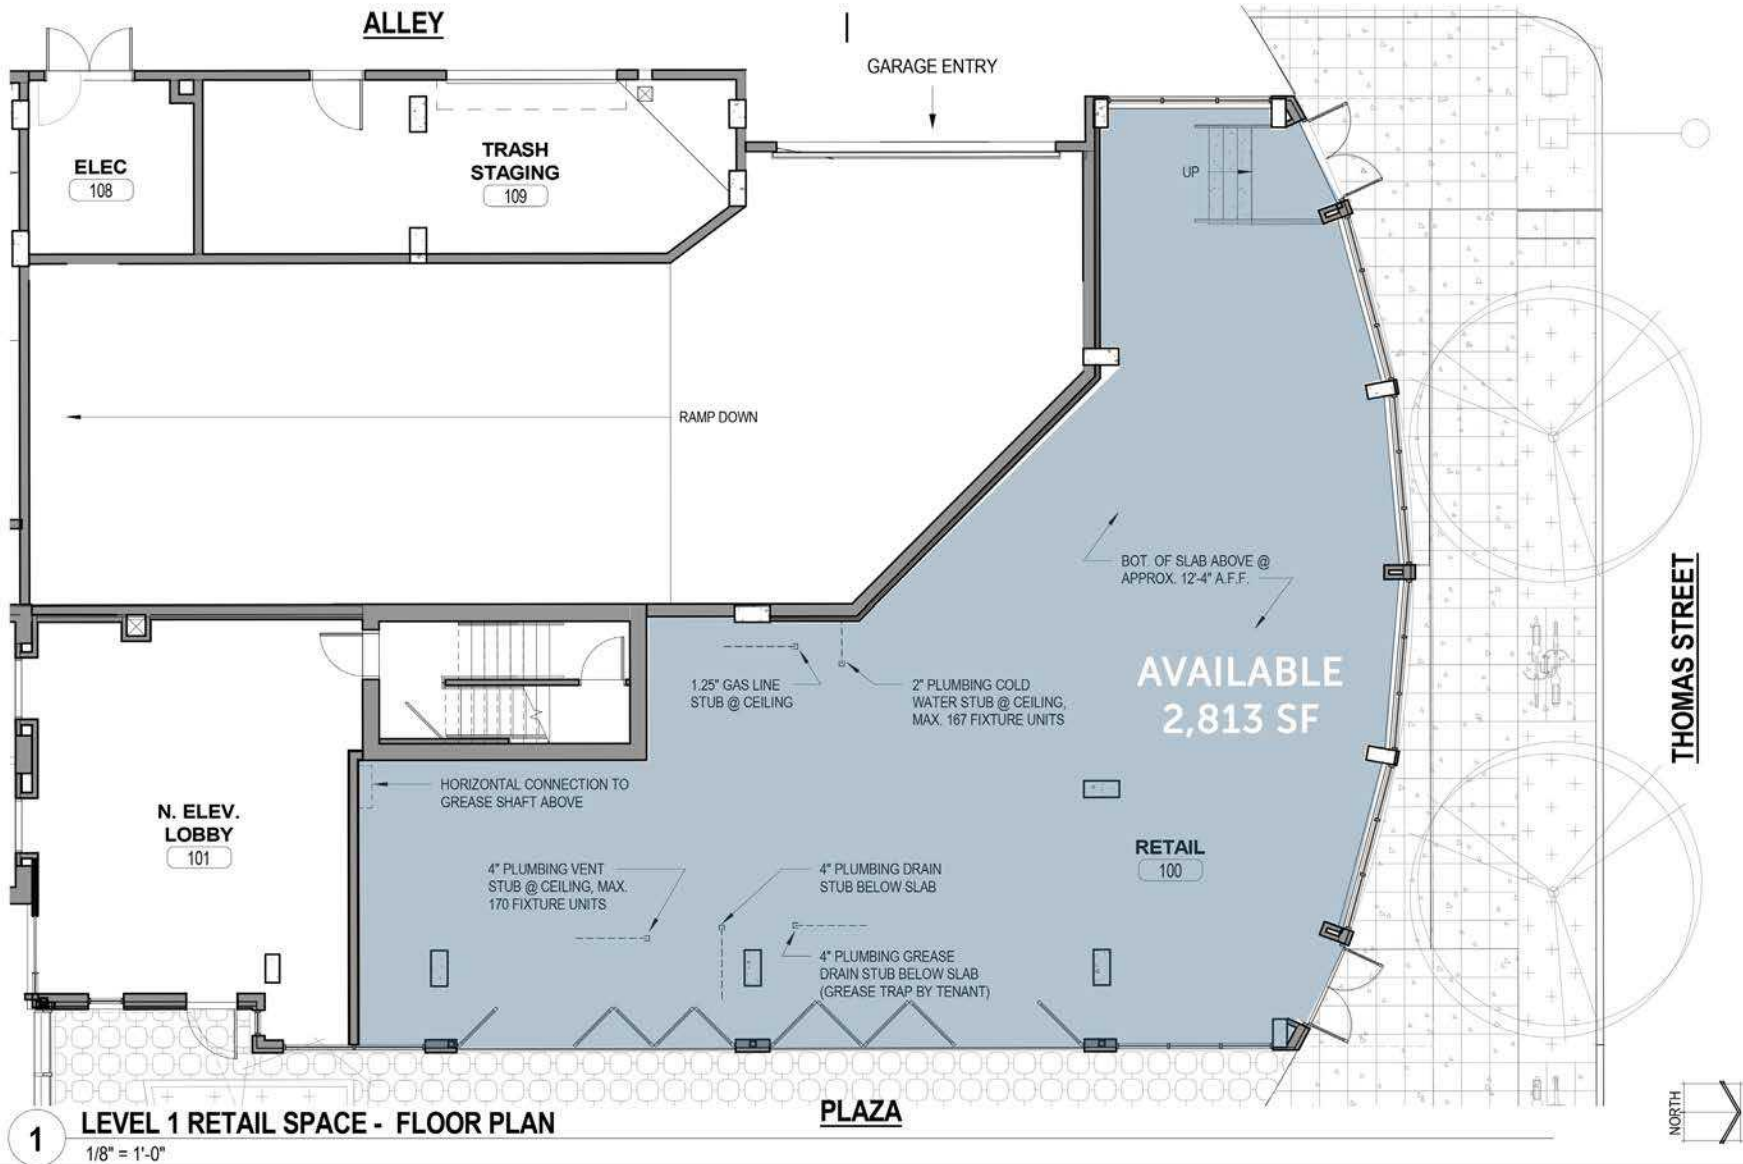 ALLEY
GARAGE ENTRY
ELEC
108
TRASH
STAGING
109
UP
RAMP DOWN
BOT. OF SLAB ABOVE @
APPROX. 12'-4" A.F.F.
THOMAS STREET
AVAILABLE
2,813 SF
1.25" GAS LINE
STUB @ CEILING
2" PLUMBING COLD
WATER STUB @ CEILING,
MAX. 167 FIXTURE UNITS
HORIZONTAL CONNECTION TO
GREASE SHAFT ABOVE
N. ELEV.
LOBBY
101
RETAIL
100
4" PLUMBING VENT
STUB @ CEILING, MAX.
170 FIXTURE UNITS
4" PLUMBING DRAIN
STUB BELOW SLAB
4" PLUMBING GREASE
DRAIN STUB BELOW SLAB
(GREASE TRAP BY TENANT)
PLAZA
NORTH
1
LEVEL 1 RETAIL SPACE - FLOOR PLAN
1/8" = 1'-0"